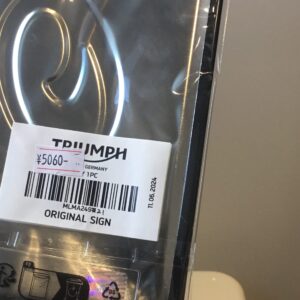 TRIUMPH
GERMANY
¥5060-
1PC
11.06.2024
ORIGINAL SIGN